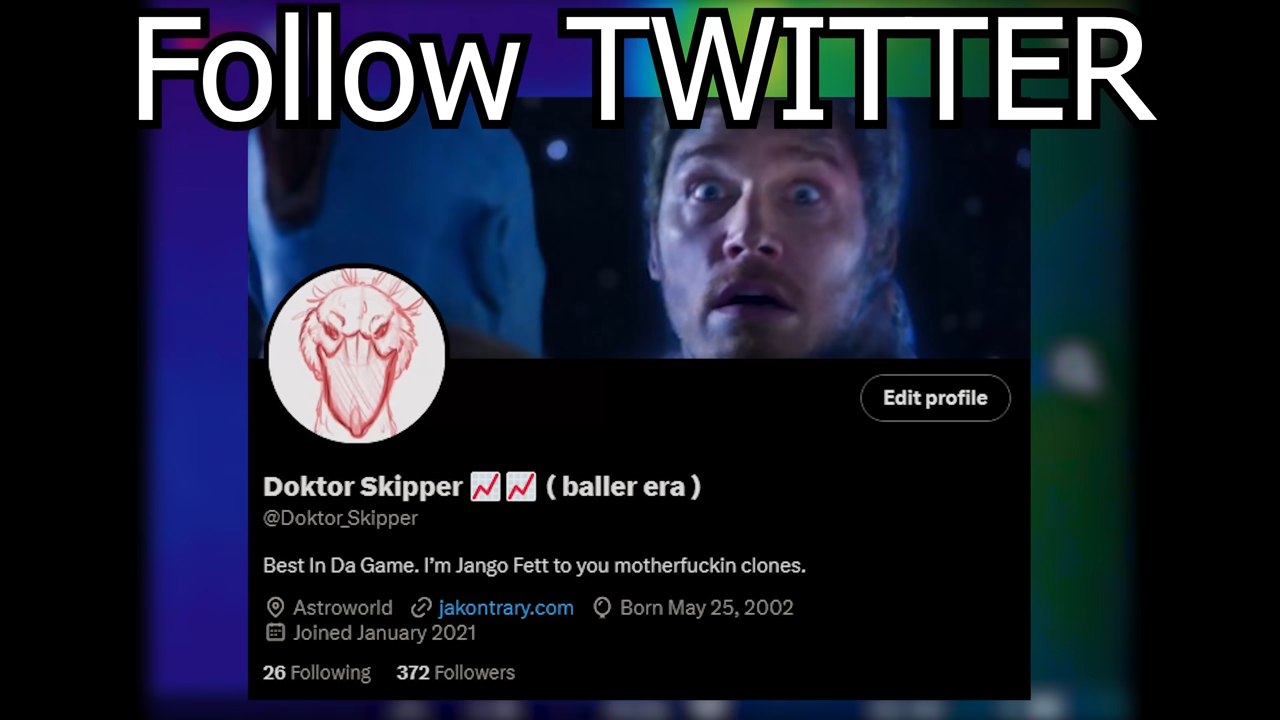 Follow TWITTER
Edit profile
Doktor Skipper 📈📈 ( baller era )
@Doktor_Skipper
Best In Da Game. I’m Jango Fett to you motherfuckin clones.
Astroworld jakontrary.com Born May 25, 2002
Joined January 2021
26 Following 372 Followers